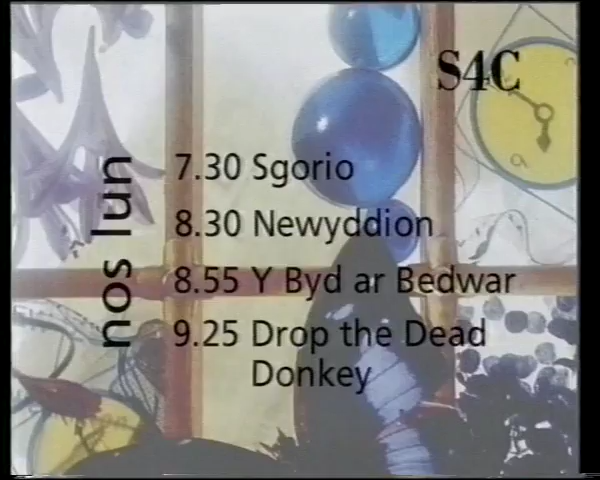 S4C
nos lun
7.30 Sgorio
8.30 Newyddion
8.55 Y Byd ar Bedwar
9.25 Drop the Dead
Donkey